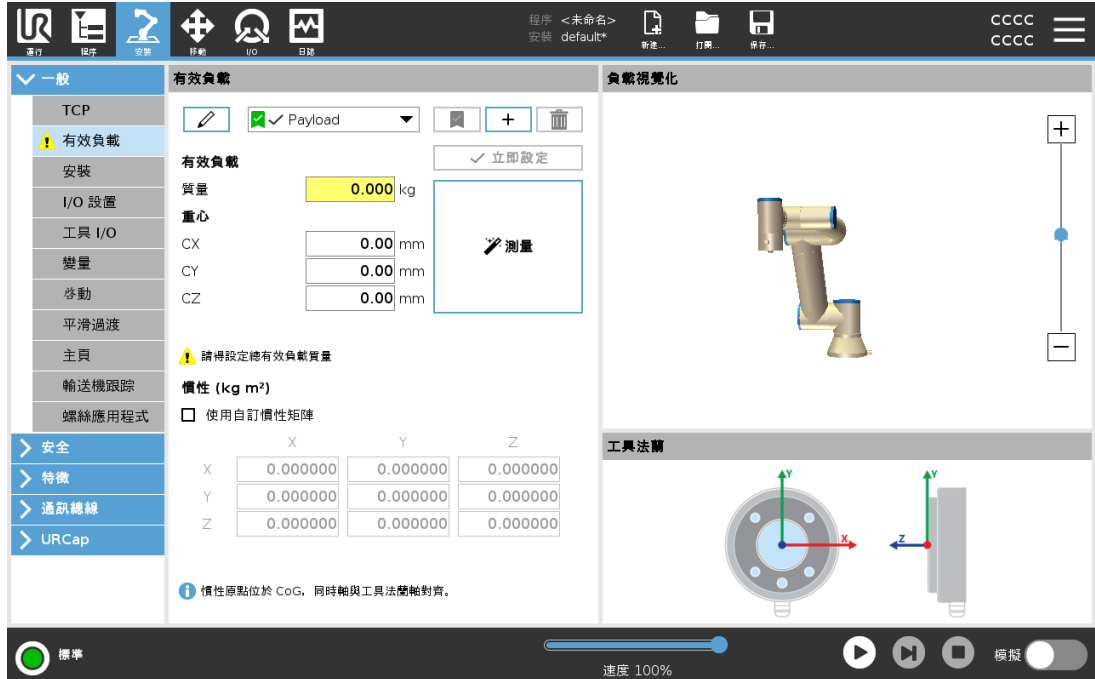 UR
運行
程序
安裝
移動
I/O
日誌
程序 <未命名>
安裝 default*
新建...
打開...
保存...
CCCC
CCCC
一般
TCP
有效負載
安裝
I/O 設置
工具 I/O
變量
啓動
平滑過渡
主頁
輸送機跟踪
螺絲應用程式
安全
特徵
通訊總線
URCap
有效負載
Payload
有效負載
立即設定
質量 0.000 kg
重心
CX 0.00 mm
CY 0.00 mm
CZ 0.00 mm
測量
請得設定總有效負載質量
慣性 (kg m²)
使用自訂慣性矩陣
X Y Z
X 0.000000 0.000000 0.000000
Y 0.000000 0.000000 0.000000
Z 0.000000 0.000000 0.000000
慣性原點位於 CoG，同時軸與工具法蘭軸對齊。
負載視覺化
工具法蘭
Y
X
Y
Z
標準
速度 100%
模擬